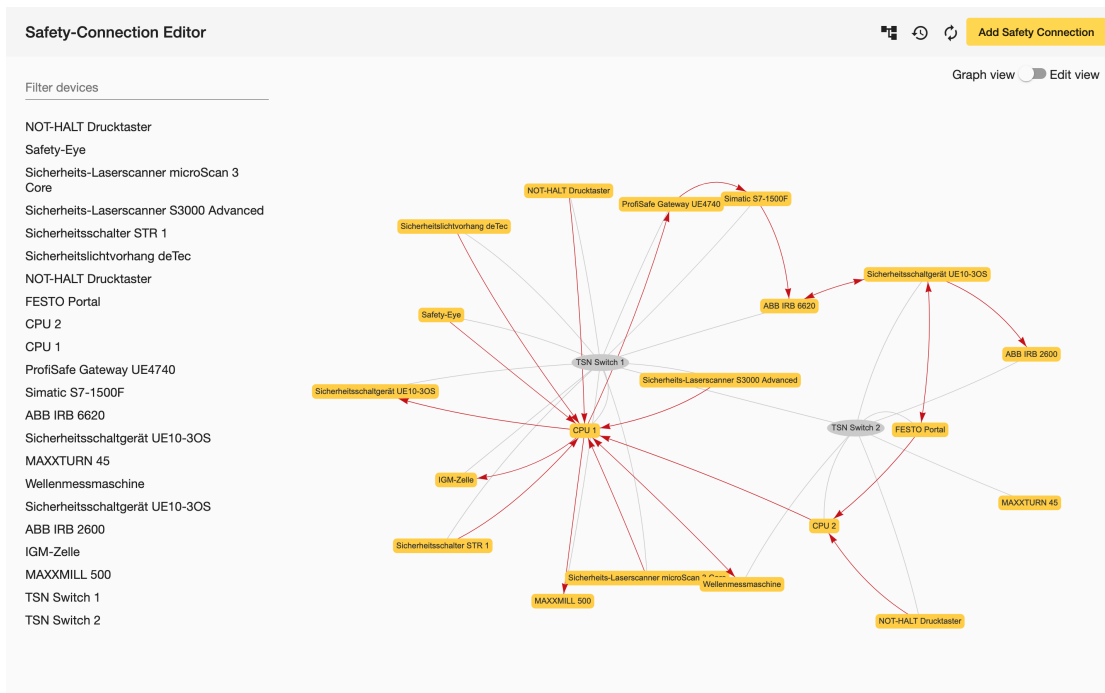 Safety-Connection Editor
Add Safety Connection
Graph view
Edit view
Filter devices
NOT-HALT Drucktaster
Safety-Eye
Sicherheits-Laserscanner microScan 3
Core
Sicherheits-Laserscanner S3000 Advanced
Sicherheitsschalter STR 1
Sicherheitslichtvorhang deTec
NOT-HALT Drucktaster
FESTO Portal
CPU 2
CPU 1
ProfiSafe Gateway UE4740
Simatic S7-1500F
ABB IRB 6620
Sicherheitsschaltgerät UE10-3OS
MAXXTURN 45
Wellenmessmaschine
Sicherheitsschaltgerät UE10-3OS
ABB IRB 2600
IGM-Zelle
MAXXMILL 500
TSN Switch 1
TSN Switch 2
NOT-HALT Drucktaster
ProfiSafe Gateway UE4740
Simatic S7-1500F
Sicherheitslichtvorhang deTec
Sicherheitsschaltgerät UE10-3OS
ABB IRB 6620
Safety-Eye
ABB IRB 2600
TSN Switch 1
Sicherheits-Laserscanner S3000 Advanced
Sicherheitsschaltgerät UE10-3OS
CPU 1
TSN Switch 2
FESTO Portal
IGM-Zelle
MAXXTURN 45
CPU 2
Sicherheitsschalter STR 1
Sicherheits-Laserscanner microScan 3 Core
Wellenmessmaschine
MAXXMILL 500
NOT-HALT Drucktaster